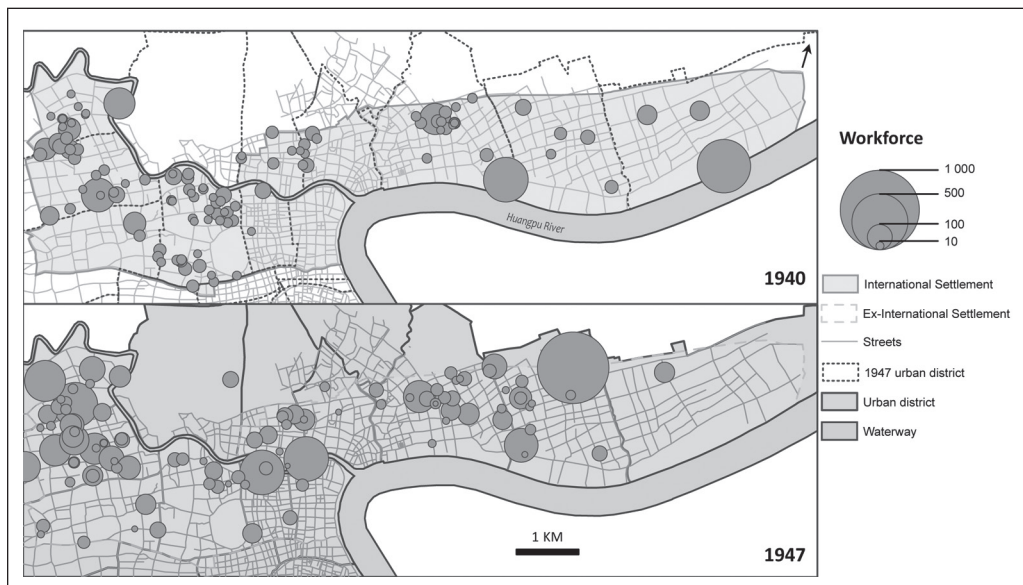 Huangpu River
1940
1 KM
1947
Workforce
1 000
500
100
10
International Settlement
Ex-International Settlement
Streets
1947 urban district
Urban district
Waterway